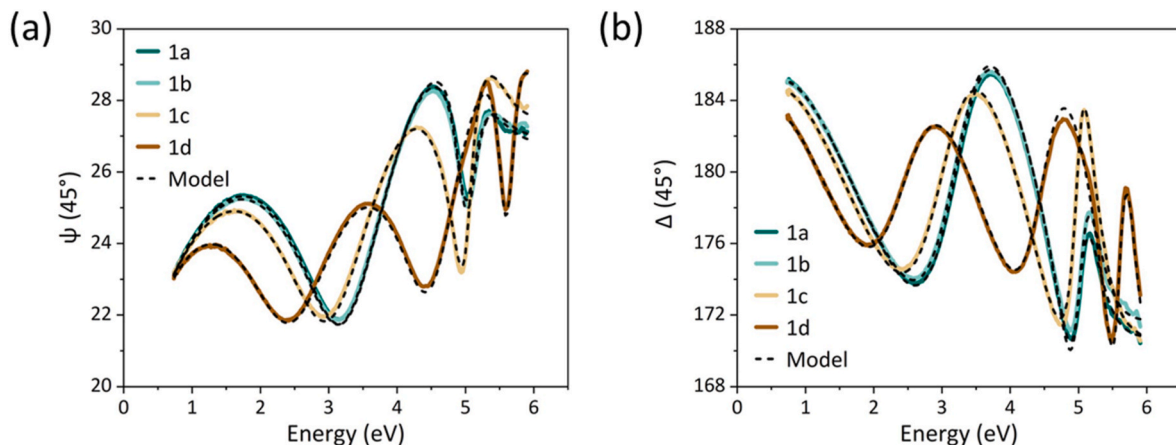 (a)
30
28
26
24
22
20
ψ (45°)
1a
1b
1c
1d
Model
0 1 2 3 4 5 6
Energy (eV)
(b)
188
184
180
176
172
168
Δ (45°)
1a
1b
1c
1d
Model
0 1 2 3 4 5 6
Energy (eV)